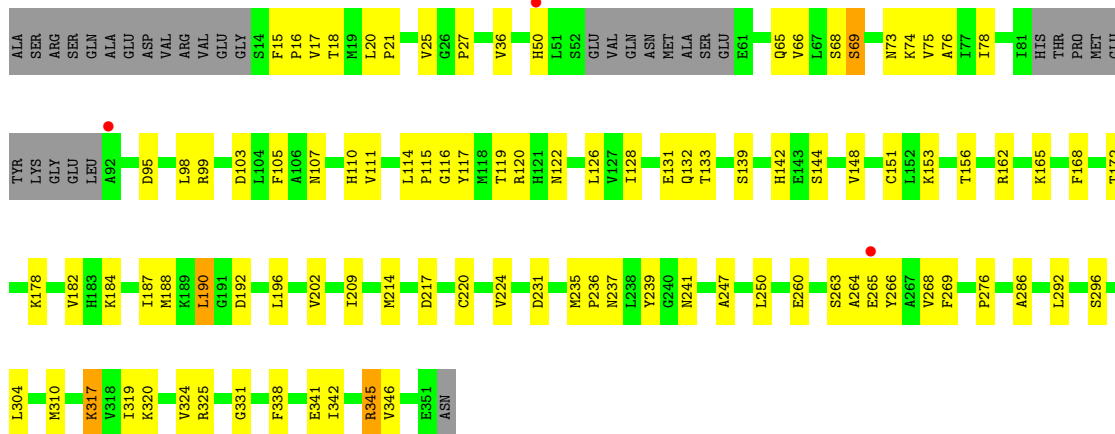 ALA SER ARG SER GLN ALA GLU ASP VAL ARG VAL GLU GLY S14 F15 P16 V17 T18 M19 L20 P21 V25 G26 P27 V36 H50 L51 S52 GLU VAL GLN ASN MET ALA SER GLU E61 Q65 V66 L67 S68 S69 N73 K74 V75 A76 I77 I78 I81 HIS THR PRO MET GLU
TYR LYS GLY GLU LEU A92 D95 L98 R99 D103 L104 F105 A106 N107 H110 V111 L114 P115 G116 Y117 M118 T119 R120 H121 N122 L126 V127 I128 E131 Q132 T133 S139 H142 E143 S144 V148 C151 L152 K153 T156 R162 K165 F168
K178 V182 H183 K184 I187 M188 K189 L190 G191 D192 L196 V202 I209 M214 D217 C220 V224 D231 M235 P236 N237 L238 Y239 G240 N241 A247 L250 E260 S263 A264 E265 Y266 A267 V268 F269 P276 A286 L292 S296
L304 M310 K317 V318 I319 K320 V324 R325 G331 F338 E341 I342 R345 V346 E351 ASN